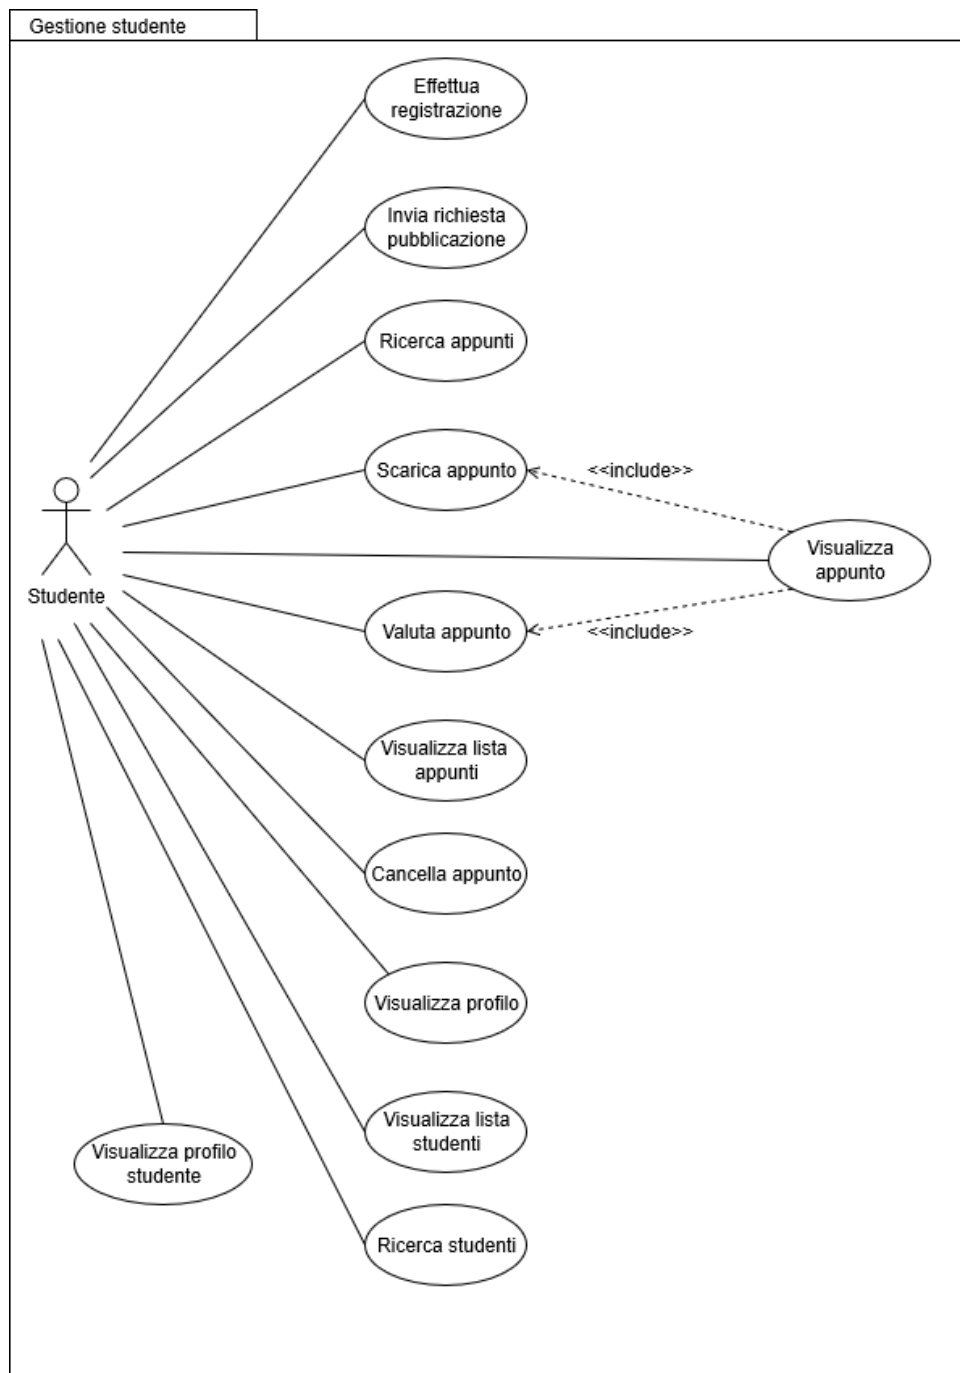 Gestione studente
Effettua
registrazione
Invia richiesta
pubblicazione
Ricerca appunti
Scarica appunto
<<include>>
Visualizza
appunto
Studente
Valuta appunto
<<include>>
Visualizza lista
appunti
Cancella appunto
Visualizza profilo
Visualizza lista
studenti
Visualizza profilo
studente
Ricerca studenti